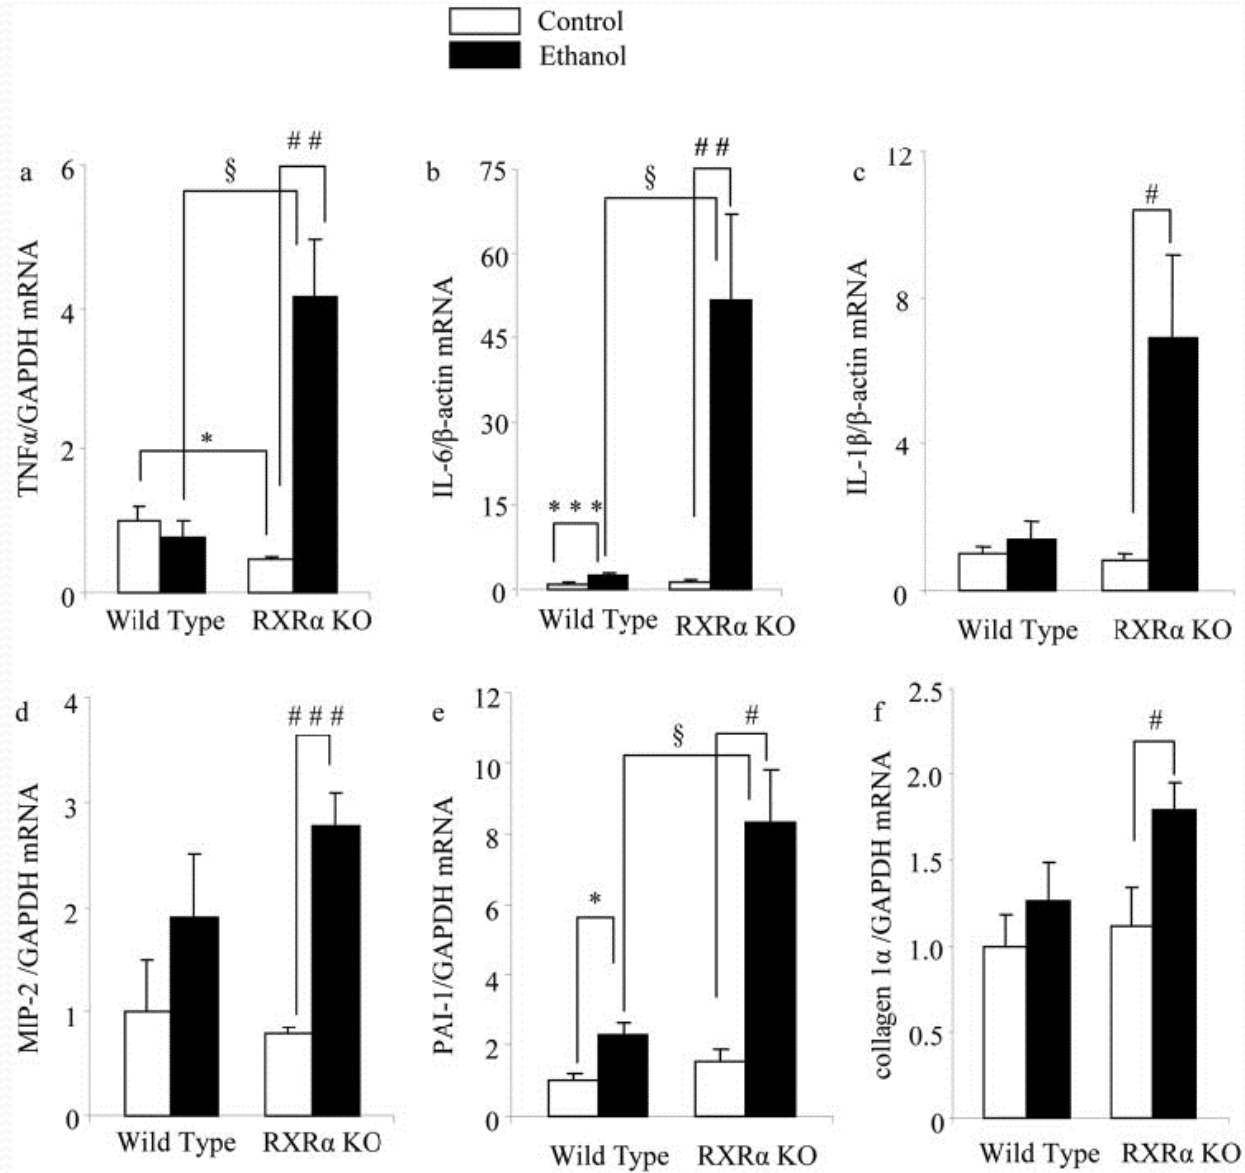 Control
Ethanol
a
TNFα/GAPDH mRNA
6
4
2
0
# #
§
*
Wild Type
RXRα KO
b
IL-6/β-actin mRNA
75
60
45
30
15
0
# #
§
* * *
Wild Type
RXRα KO
c
IL-1β/β-actin mRNA
12
8
4
0
#
Wild Type
RXRα KO
d
MIP-2 /GAPDH mRNA
4
3
2
1
0
# # #
Wild Type
RXRα KO
e
PAI-1/GAPDH mRNA
12
10
8
6
4
2
0
#
§
*
Wild Type
RXRα KO
f
collagen 1α /GAPDH mRNA
2.5
2.0
1.5
1.0
0.5
0
#
Wild Type
RXRα KO